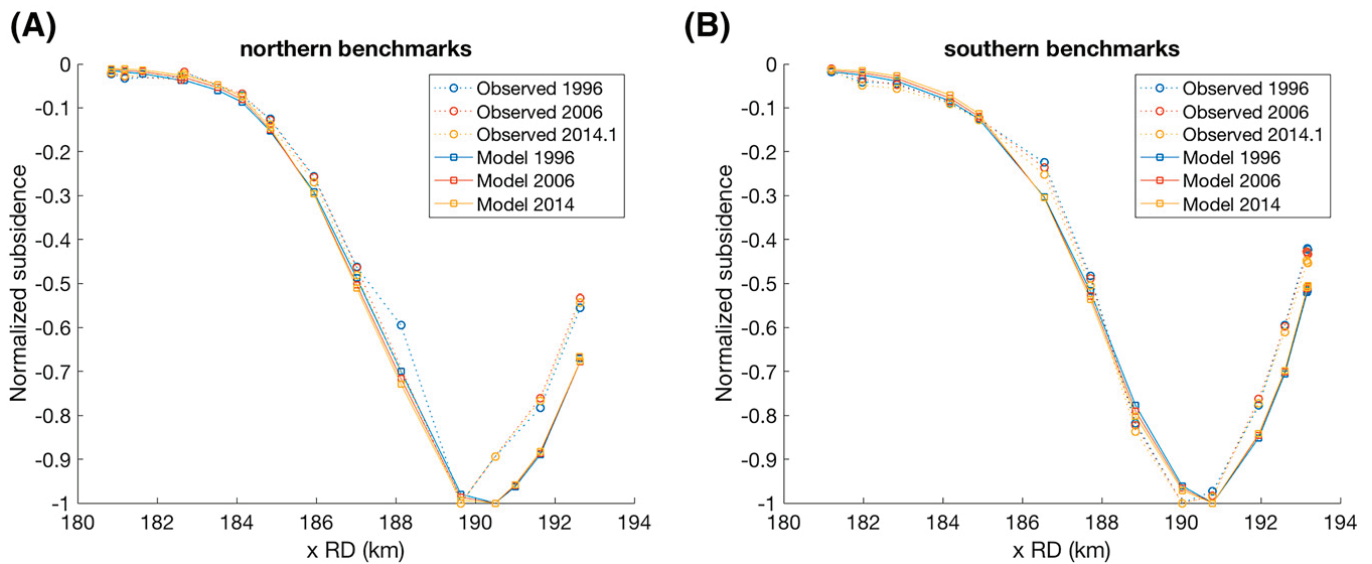 (A)
northern benchmarks
Normalized subsidence
0
-0.1
-0.2
-0.3
-0.4
-0.5
-0.6
-0.7
-0.8
-0.9
-1
Observed 1996
Observed 2006
Observed 2014.1
Model 1996
Model 2006
Model 2014
180 182 184 186 188 190 192 194
x RD (km)
(B)
southern benchmarks
Normalized subsidence
0
-0.1
-0.2
-0.3
-0.4
-0.5
-0.6
-0.7
-0.8
-0.9
-1
Observed 1996
Observed 2006
Observed 2014.1
Model 1996
Model 2006
Model 2014
180 182 184 186 188 190 192 194
x RD (km)